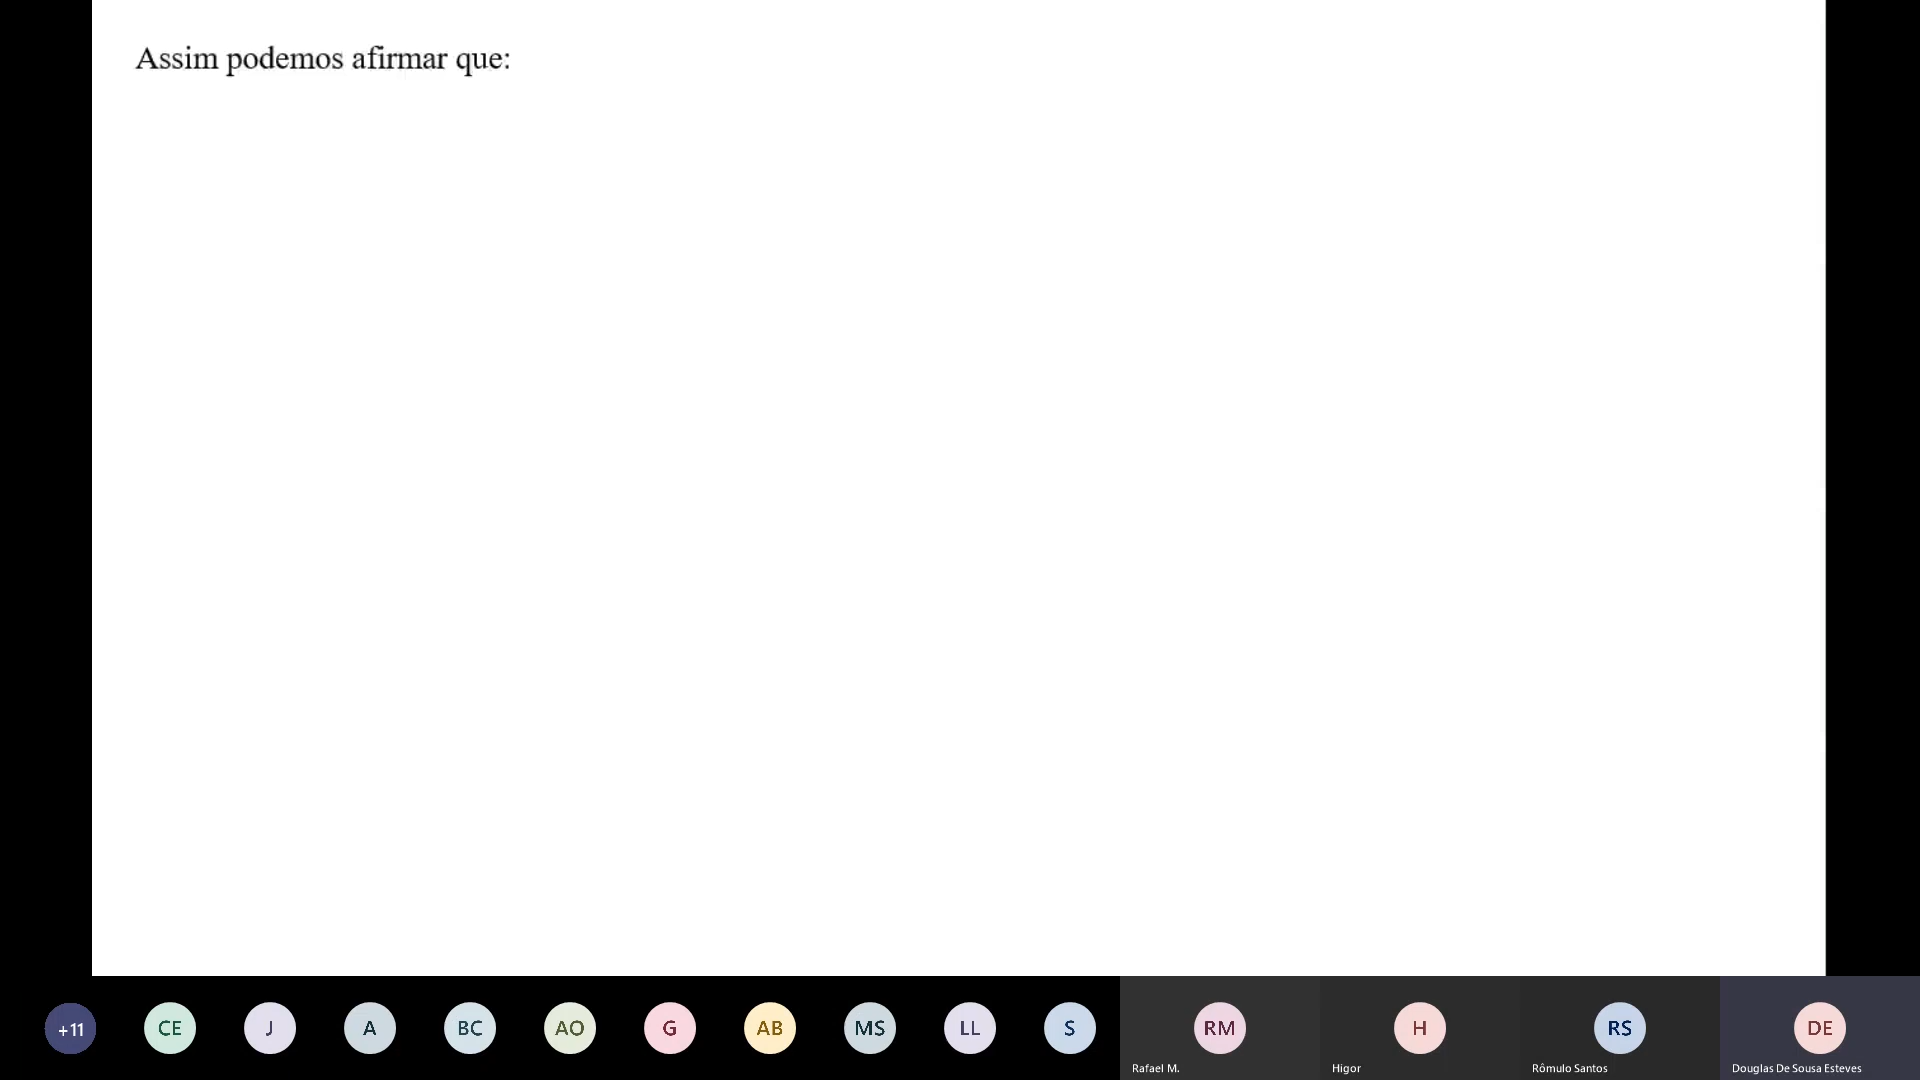 Assim podemos afirmar que:
+11
CE
J
A
BC
AO
G
AB
MS
LL
S
RM
H
RS
DE
Rafael M.
Higor
Rômulo Santos
Douglas De Sousa Esteves